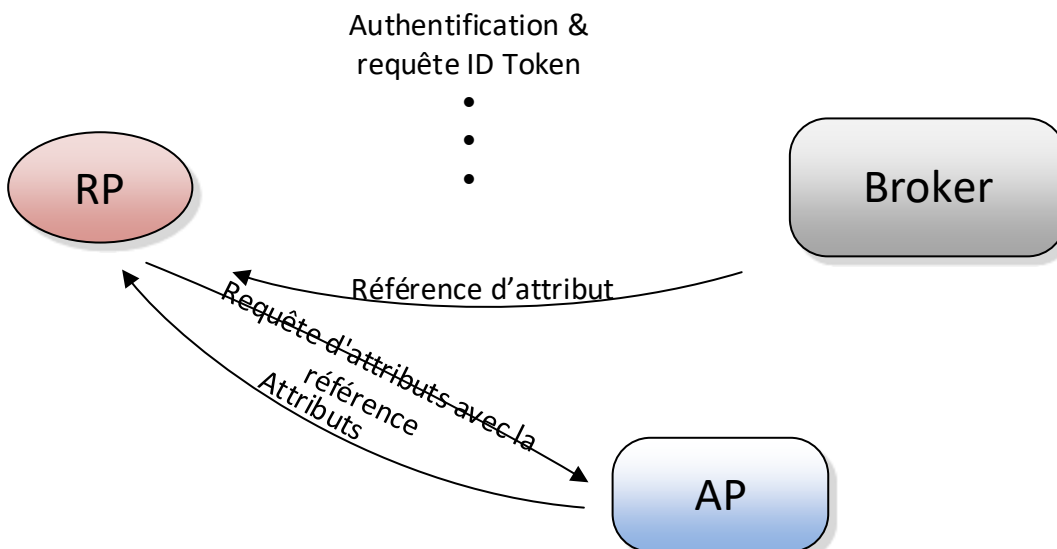 Authentification &
requête ID Token
•
•
•
RP
Broker
Référence d’attribut
Requête d'attributs avec la
référence
Attributs
AP